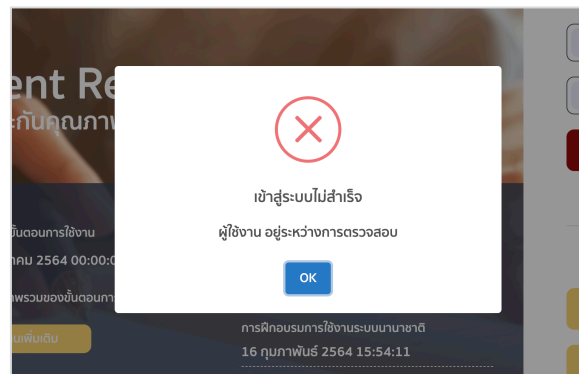 ent Re
ะกันคุณภาพ
เข้าสู่ระบบไม่สำเร็จ
ผู้ใช้งาน อยู่ระหว่างการตรวจสอบ
OK
ขั้นตอนการใช้งาน
าคม 2564 00:00:0
าพรวมของขั้นตอนกา
านเพิ่มเติม
การฝึกอบรมการใช้งานระบบนานาชาติ
16 กุมภาพันธ์ 2564 15:54:11